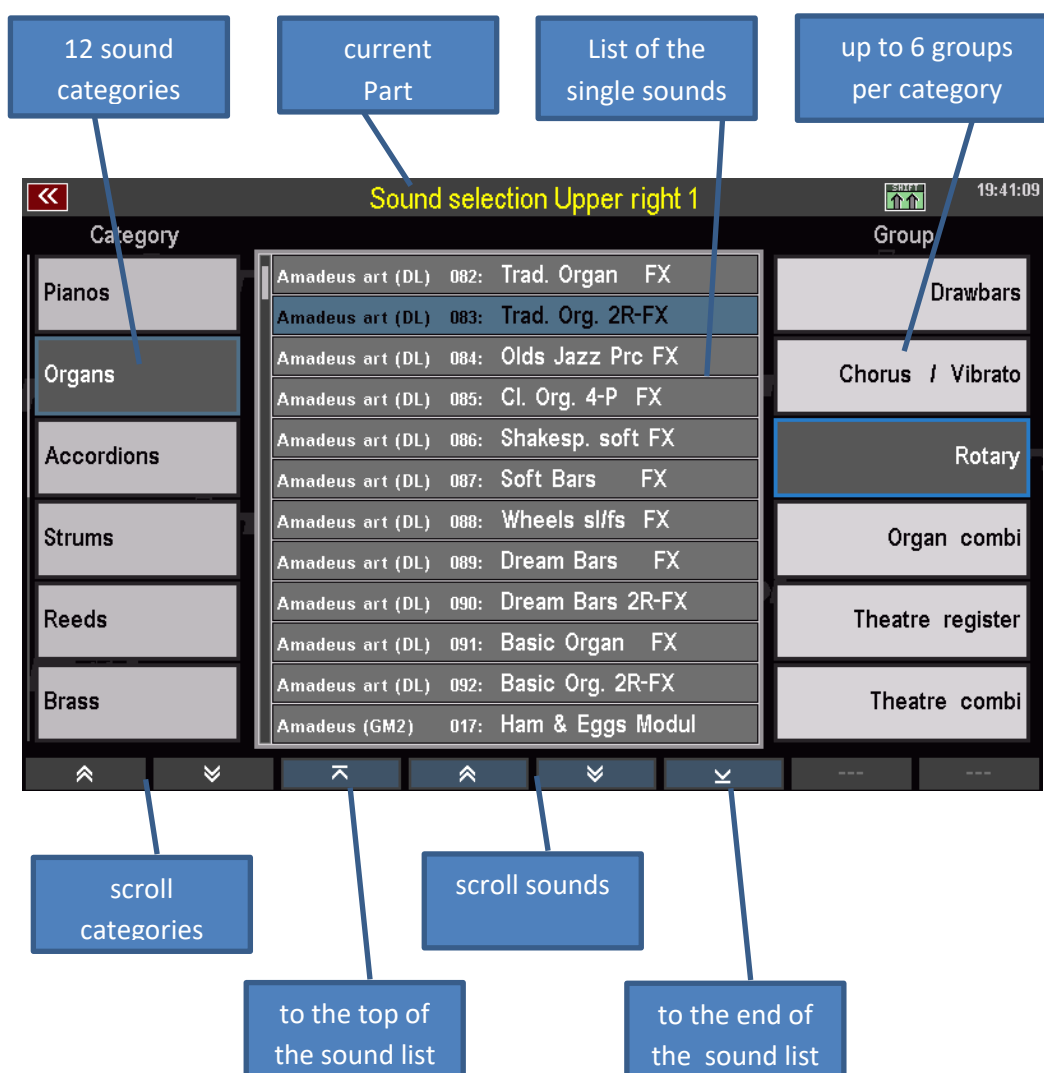 12 sound
categories
current
Part
List of the
single sounds
up to 6 groups
per category
Sound selection Upper right 1
SHIFT
19:41:09
Category
Group
Pianos
Organs
Accordions
Strums
Reeds
Brass
Amadeus art (DL) 082: Trad. Organ FX
Amadeus art (DL) 083: Trad. Org. 2R-FX
Amadeus art (DL) 084: Olds Jazz Prc FX
Amadeus art (DL) 085: Cl. Org. 4-P FX
Amadeus art (DL) 086: Shakesp. soft FX
Amadeus art (DL) 087: Soft Bars FX
Amadeus art (DL) 088: Wheels sl/fs FX
Amadeus art (DL) 089: Dream Bars FX
Amadeus art (DL) 090: Dream Bars 2R-FX
Amadeus art (DL) 091: Basic Organ FX
Amadeus art (DL) 092: Basic Org. 2R-FX
Amadeus (GM2) 017: Ham & Eggs Modul
Drawbars
Chorus / Vibrato
Rotary
Organ combi
Theatre register
Theatre combi
--- ---
scroll
categories
scroll sounds
to the top of
the sound list
to the end of
the sound list